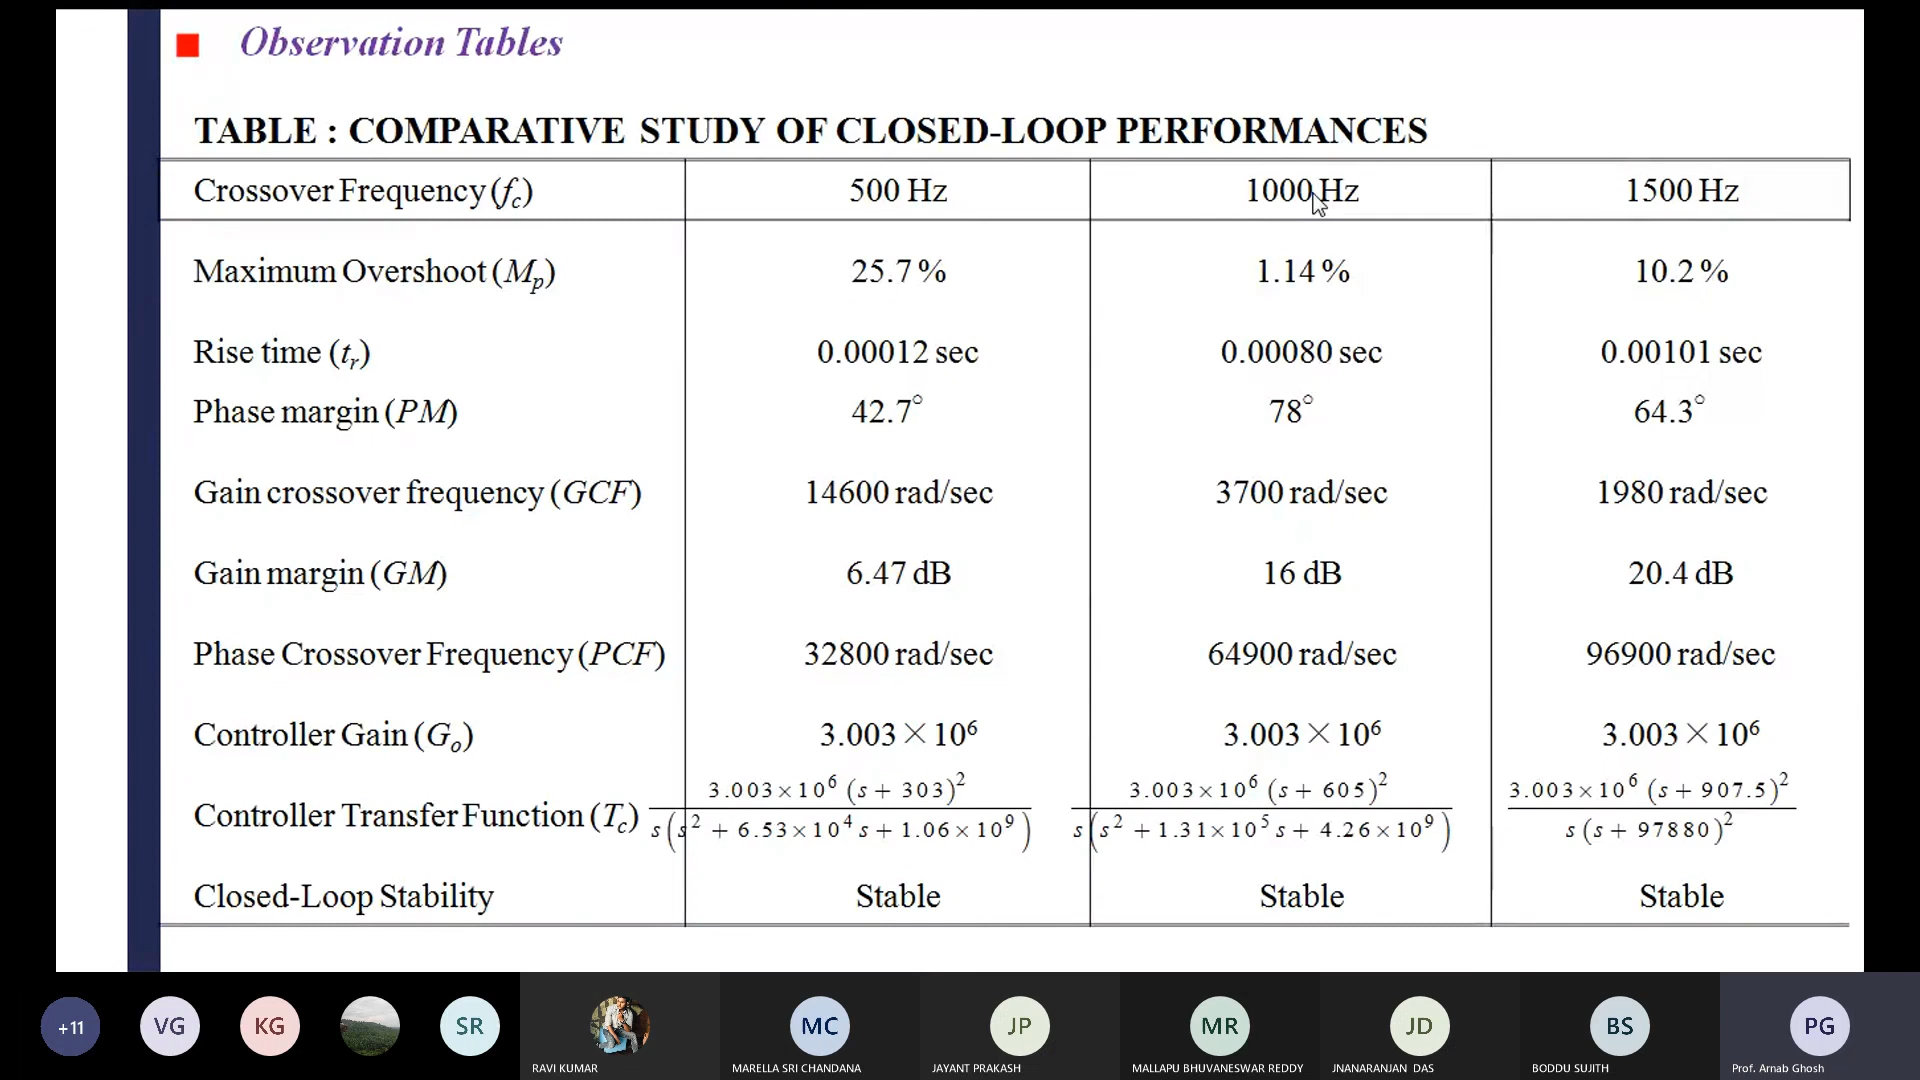 Observation Tables
TABLE : COMPARATIVE STUDY OF CLOSED-LOOP PERFORMANCES
Crossover Frequency (f_c) 500 Hz 1000 Hz 1500 Hz
Maximum Overshoot (M_p) 25.7 % 1.14 % 10.2 %
Rise time (t_r) 0.00012 sec 0.00080 sec 0.00101 sec
Phase margin (PM) 42.7° 78° 64.3°
Gain crossover frequency (GCF) 14600 rad/sec 3700 rad/sec 1980 rad/sec
Gain margin (GM) 6.47 dB 16 dB 20.4 dB
Phase Crossover Frequency (PCF) 32800 rad/sec 64900 rad/sec 96900 rad/sec
Controller Gain (G_o) 3.003 × 10⁶ 3.003 × 10⁶ 3.003 × 10⁶
3.003×10⁶ (s + 303)² 3.003×10⁶ (s + 605)² 3.003×10⁶ (s + 907.5)²
Controller Transfer Function (T_c) s(s² + 6.53×10⁴ s + 1.06×10⁹) s(s² + 1.31×10⁵ s + 4.26×10⁹) s(s + 97880)²
Closed-Loop Stability Stable Stable Stable
+11 VG KG SR MC JP MR JD BS PG
RAVI KUMAR MARELLA SRI CHANDANA JAYANT PRAKASH MALLAPU BHUVANESWAR REDDY JNANARANJAN DAS BODDU SUJITH Prof. Arnab Ghosh